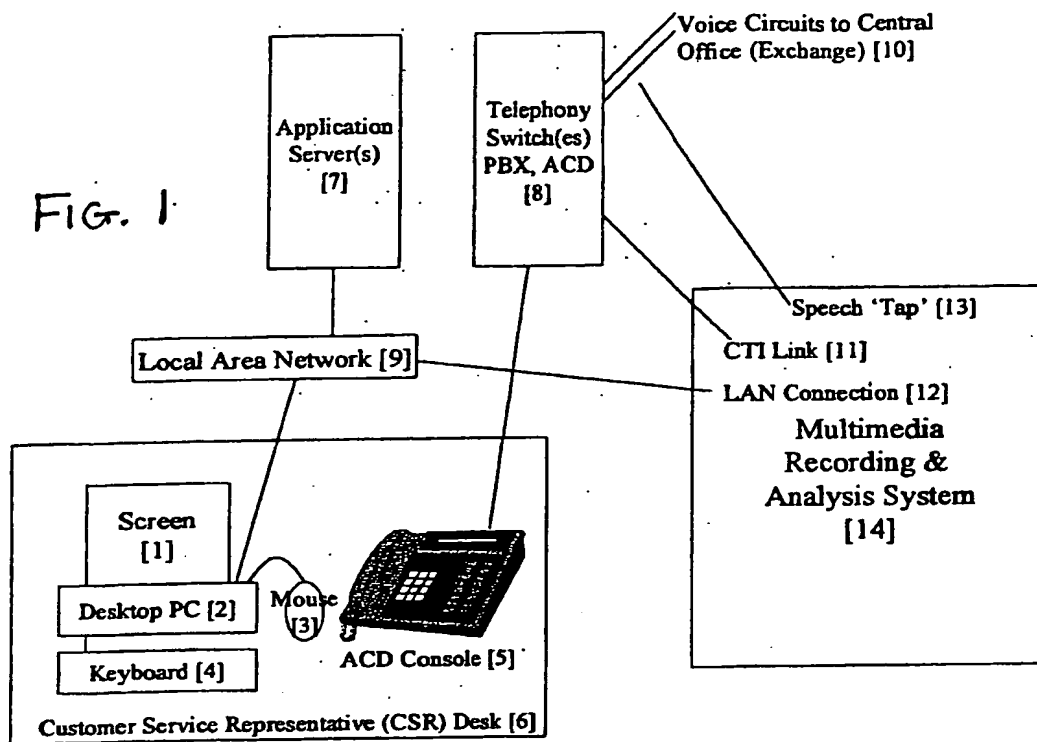 Voice Circuits to Central
Office (Exchange) [10]
Application
Server(s)
[7]
Telephony
Switch(es)
PBX, ACD
[8]
FIG. 1
Speech 'Tap' [13]
CTI Link [11]
Local Area Network [9]
LAN Connection [12]
Multimedia
Recording &
Analysis System
[14]
Screen
[1]
Desktop PC [2]
Mouse
[3]
Keyboard [4]
ACD Console [5]
Customer Service Representative (CSR) Desk [6]